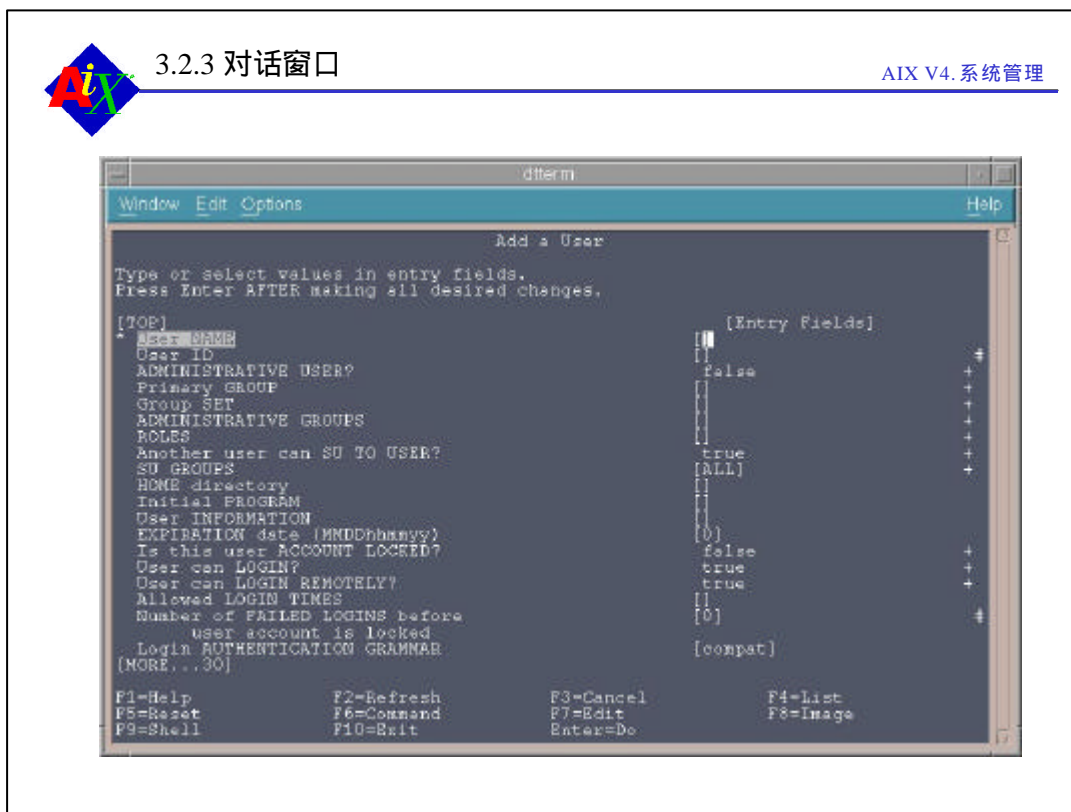 AiX
3.2.3 对话窗口
AIX V4.系统管理
dtterm
Window Edit Options Help
Add a User
Type or select values in entry fields.
Press Enter AFTER making all desired changes.
[TOP] [Entry Fields]
* User NAME []
User ID [] #
ADMINISTRATIVE USER? false +
Primary GROUP [] +
Group SET [] +
ADMINISTRATIVE GROUPS [] +
ROLES [] +
Another user can SU TO USER? true +
SU GROUPS [ALL] +
HOME directory []
Initial PROGRAM []
User INFORMATION []
EXPIRATION date (MMDDhhmmyy) [0]
Is this user ACCOUNT LOCKED? false +
User can LOGIN? true +
User can LOGIN REMOTELY? true +
Allowed LOGIN TIMES []
Number of FAILED LOGINS before [0] #
user account is locked
Login AUTHENTICATION GRAMMAR [compat]
[MORE...30]
F1=Help F2=Refresh F3=Cancel F4=List
F5=Reset F6=Command F7=Edit F8=Image
F9=Shell F10=Exit Enter=Do